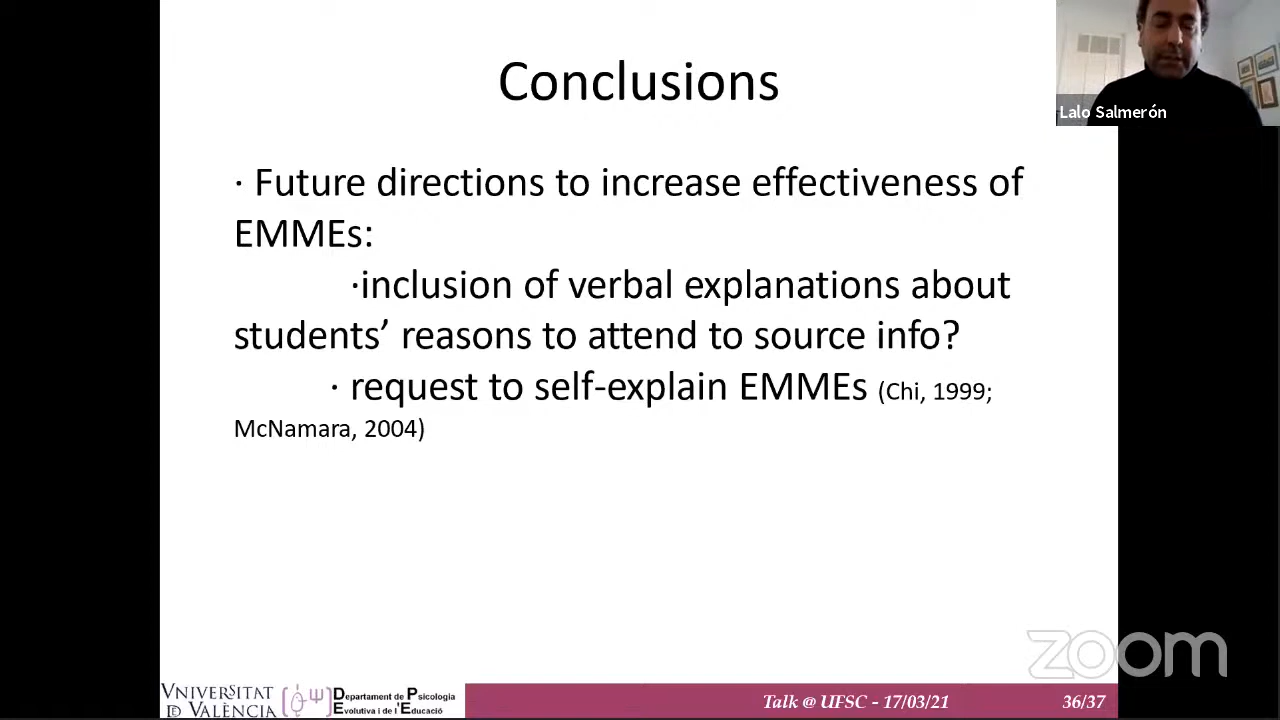 Conclusions
Lalo Salmerón
· Future directions to increase effectiveness of
EMMEs:
·inclusion of verbal explanations about
students’ reasons to attend to source info?
· request to self-explain EMMEs (Chi, 1999;
McNamara, 2004)
zoom
VNIVERSITAT
DE VALÈNCIA
Departament de Psicologia
Evolutiva i de l'Educació
Talk @ UFSC - 17/03/21
36/37